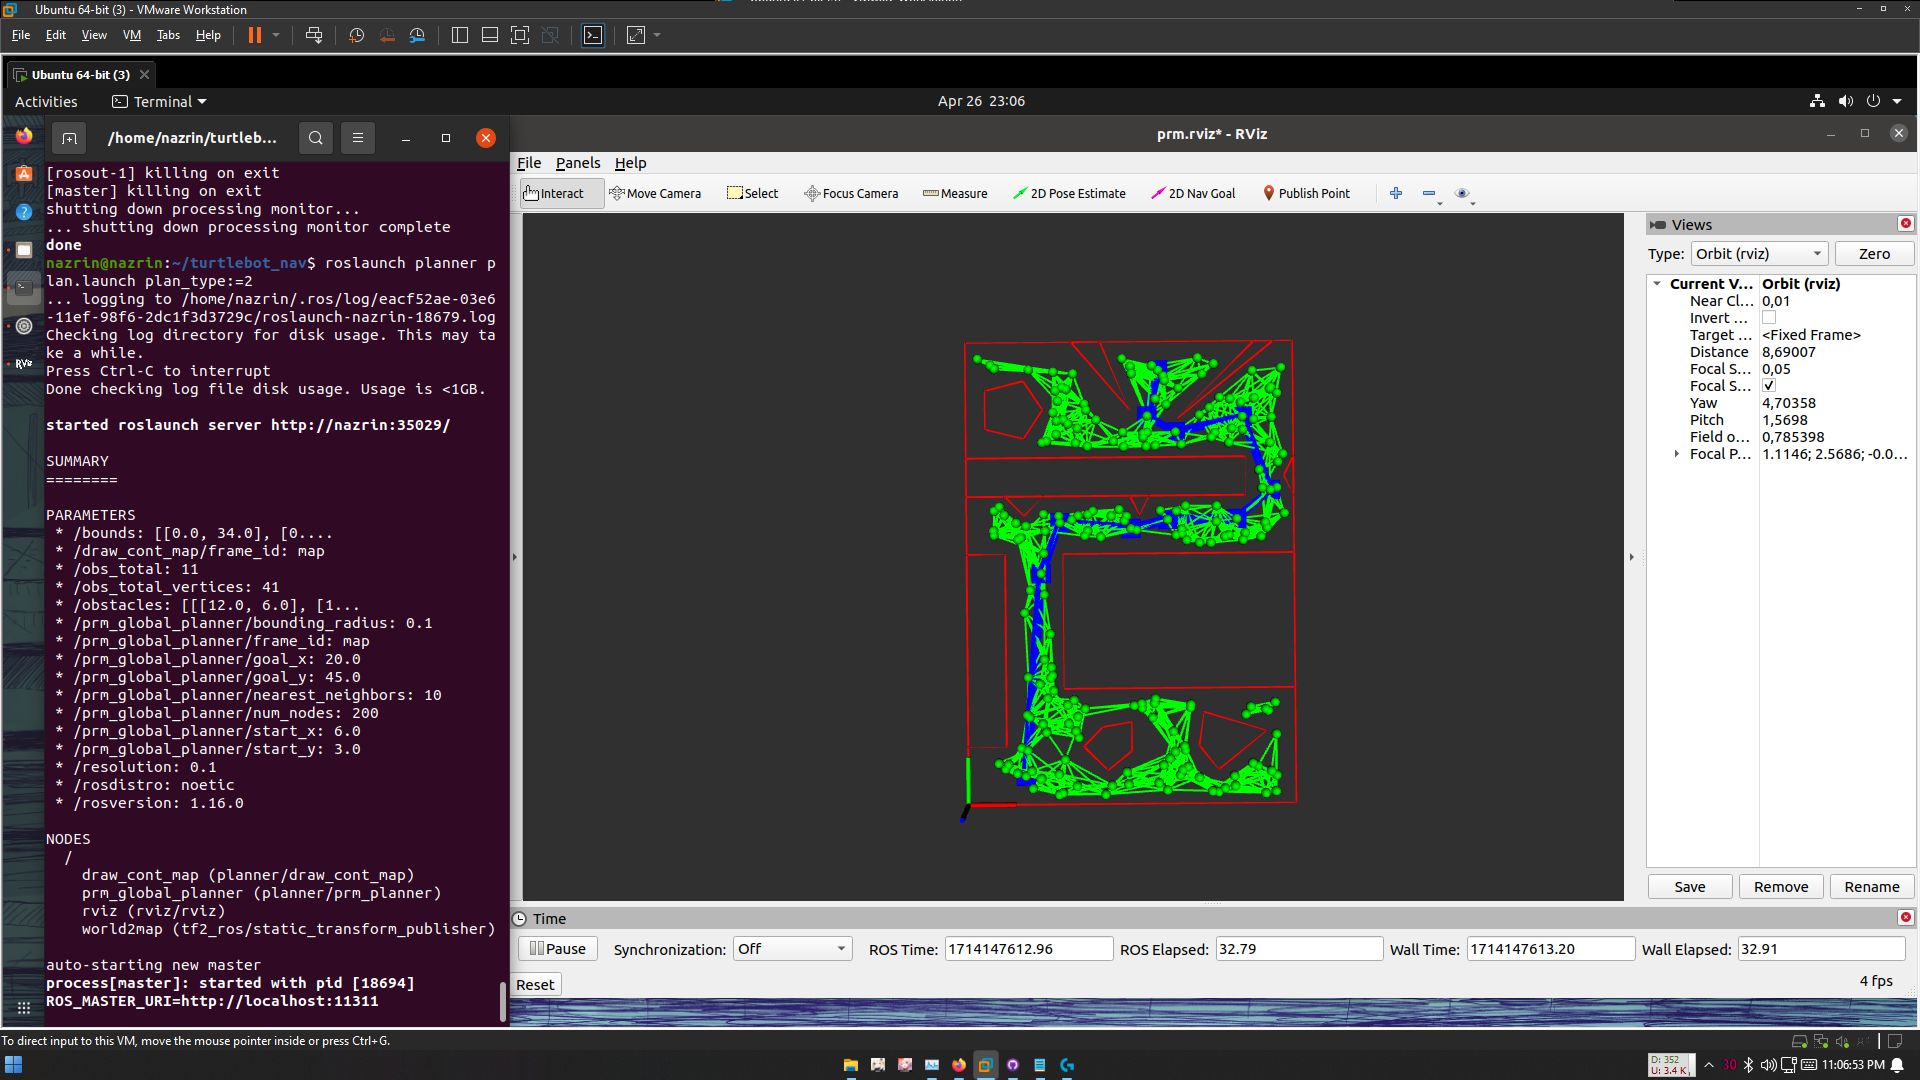 Ubuntu 64-bit (3) - VMware Workstation
File Edit View VM Tabs Help
Ubuntu 64-bit (3)
Activities Terminal Apr 26 23:06
/home/nazrin/turtleb...
[rosout-1] killing on exit
[master] killing on exit
shutting down processing monitor...
... shutting down processing monitor complete
done
nazrin@nazrin:~/turtlebot_nav$ roslaunch planner p
lan.launch plan_type:=2
... logging to /home/nazrin/.ros/log/eacf52ae-03e6
-11ef-98f6-2dc1f3d3729c/roslaunch-nazrin-18679.log
Checking log directory for disk usage. This may ta
ke a while.
Press Ctrl-C to interrupt
Done checking log file disk usage. Usage is <1GB.
started roslaunch server http://nazrin:35029/
SUMMARY
========
PARAMETERS
* /bounds: [[0.0, 34.0], [0....
* /draw_cont_map/frame_id: map
* /obs_total: 11
* /obs_total_vertices: 41
* /obstacles: [[[12.0, 6.0], [1...
* /prm_global_planner/bounding_radius: 0.1
* /prm_global_planner/frame_id: map
* /prm_global_planner/goal_x: 20.0
* /prm_global_planner/goal_y: 45.0
* /prm_global_planner/nearest_neighbors: 10
* /prm_global_planner/num_nodes: 200
* /prm_global_planner/start_x: 6.0
* /prm_global_planner/start_y: 3.0
* /resolution: 0.1
* /rosdistro: noetic
* /rosversion: 1.16.0
NODES
/
draw_cont_map (planner/draw_cont_map)
prm_global_planner (planner/prm_planner)
rviz (rviz/rviz)
world2map (tf2_ros/static_transform_publisher)
auto-starting new master
process[master]: started with pid [18694]
ROS_MASTER_URI=http://localhost:11311
prm.rviz* - RViz
File Panels Help
Interact Move Camera Select Focus Camera Measure 2D Pose Estimate 2D Nav Goal Publish Point
Views
Type: Orbit (rviz) Zero
Current V... Orbit (rviz)
Near Cl... 0,01
Invert ...
Target ... <Fixed Frame>
Distance 8,69007
Focal S... 0,05
Focal S...
Yaw 4,70358
Pitch 1,5698
Field o... 0,785398
Focal P... 1.1146; 2.5686; -0.0...
Save Remove Rename
Time
Pause Synchronization: Off ROS Time: 1714147612.96 ROS Elapsed: 32.79 Wall Time: 1714147613.20 Wall Elapsed: 32.91
Reset 4 fps
To direct input to this VM, move the mouse pointer inside or press Ctrl+G.
D: 352
U: 3.4 K
30
11:06:53 PM